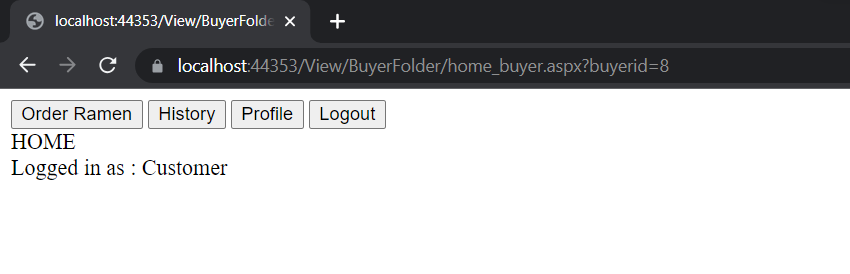 localhost:44353/View/BuyerFolde
localhost:44353/View/BuyerFolder/home_buyer.aspx?buyerid=8
Order Ramen History Profile Logout
HOME
Logged in as : Customer